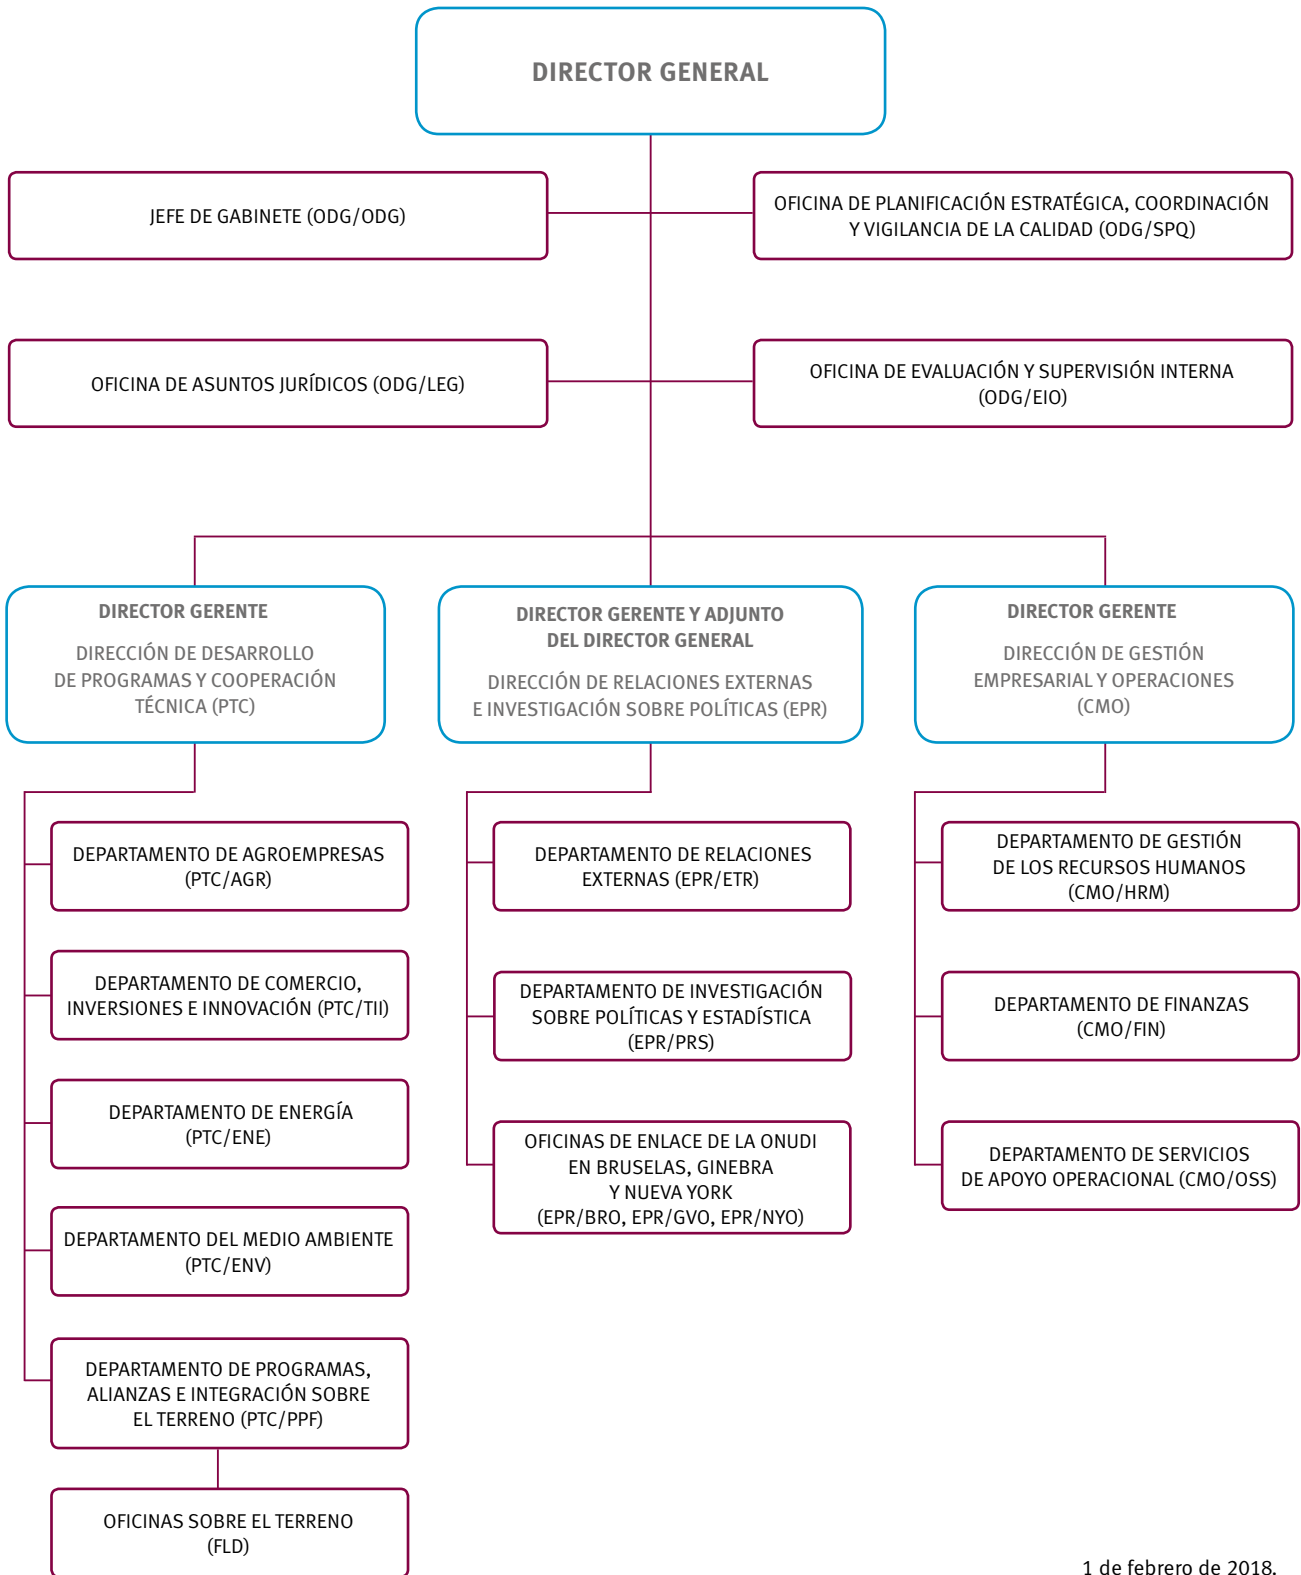 DIRECTOR GENERAL
JEFE DE GABINETE (ODG/ODG)
OFICINA DE PLANIFICACIÓN ESTRATÉGICA, COORDINACIÓN
Y VIGILANCIA DE LA CALIDAD (ODG/SPQ)
OFICINA DE ASUNTOS JURÍDICOS (ODG/LEG)
OFICINA DE EVALUACIÓN Y SUPERVISIÓN INTERNA
(ODG/EIO)
DIRECTOR GERENTE
DIRECCIÓN DE DESARROLLO
DE PROGRAMAS Y COOPERACIÓN
TÉCNICA (PTC)
DIRECTOR GERENTE Y ADJUNTO
DEL DIRECTOR GENERAL
DIRECCIÓN DE RELACIONES EXTERNAS
E INVESTIGACIÓN SOBRE POLÍTICAS (EPR)
DIRECTOR GERENTE
DIRECCIÓN DE GESTIÓN
EMPRESARIAL Y OPERACIONES
(CMO)
DEPARTAMENTO DE AGROEMPRESAS
(PTC/AGR)
DEPARTAMENTO DE COMERCIO,
INVERSIONES E INNOVACIÓN (PTC/TII)
DEPARTAMENTO DE ENERGÍA
(PTC/ENE)
DEPARTAMENTO DEL MEDIO AMBIENTE
(PTC/ENV)
DEPARTAMENTO DE PROGRAMAS,
ALIANZAS E INTEGRACIÓN SOBRE
EL TERRENO (PTC/PPF)
OFICINAS SOBRE EL TERRENO
(FLD)
DEPARTAMENTO DE RELACIONES
EXTERNAS (EPR/ETR)
DEPARTAMENTO DE INVESTIGACIÓN
SOBRE POLÍTICAS Y ESTADÍSTICA
(EPR/PRS)
OFICINAS DE ENLACE DE LA ONUDI
EN BRUSELAS, GINEBRA
Y NUEVA YORK
(EPR/BRO, EPR/GVO, EPR/NYO)
DEPARTAMENTO DE GESTIÓN
DE LOS RECURSOS HUMANOS
(CMO/HRM)
DEPARTAMENTO DE FINANZAS
(CMO/FIN)
DEPARTAMENTO DE SERVICIOS
DE APOYO OPERACIONAL (CMO/OSS)
1 de febrero de 2018.